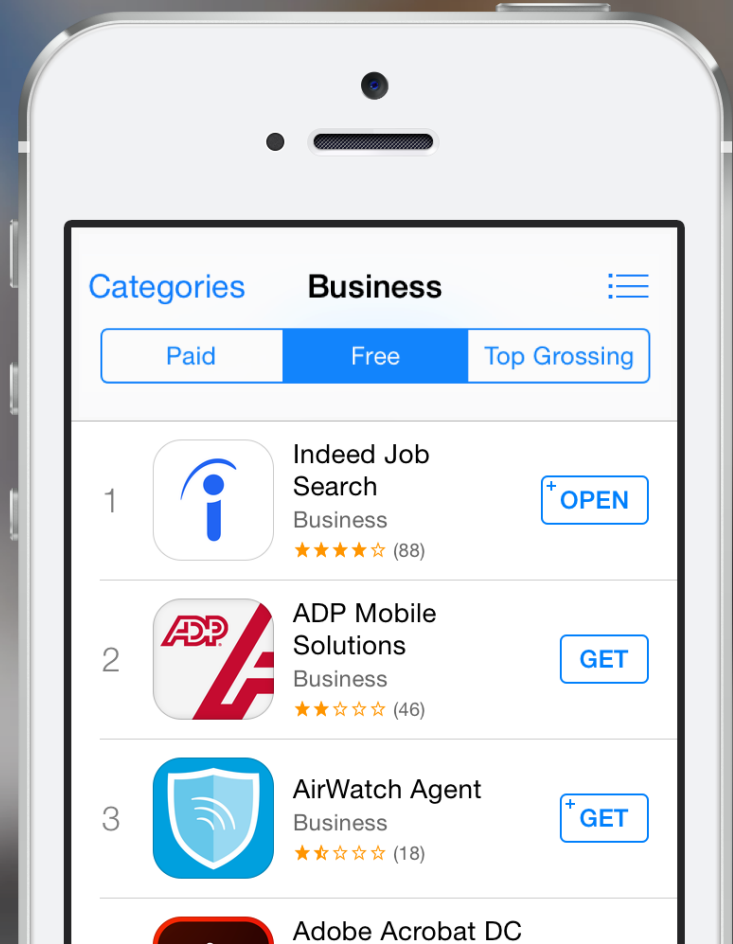 Categories
Business
Paid
Free
Top Grossing
1
Indeed Job
Search
Business
(88)
+ OPEN
2
ADP
ADP Mobile
Solutions
Business
(46)
GET
3
AirWatch Agent
Business
(18)
+ GET
Adobe Acrobat DC